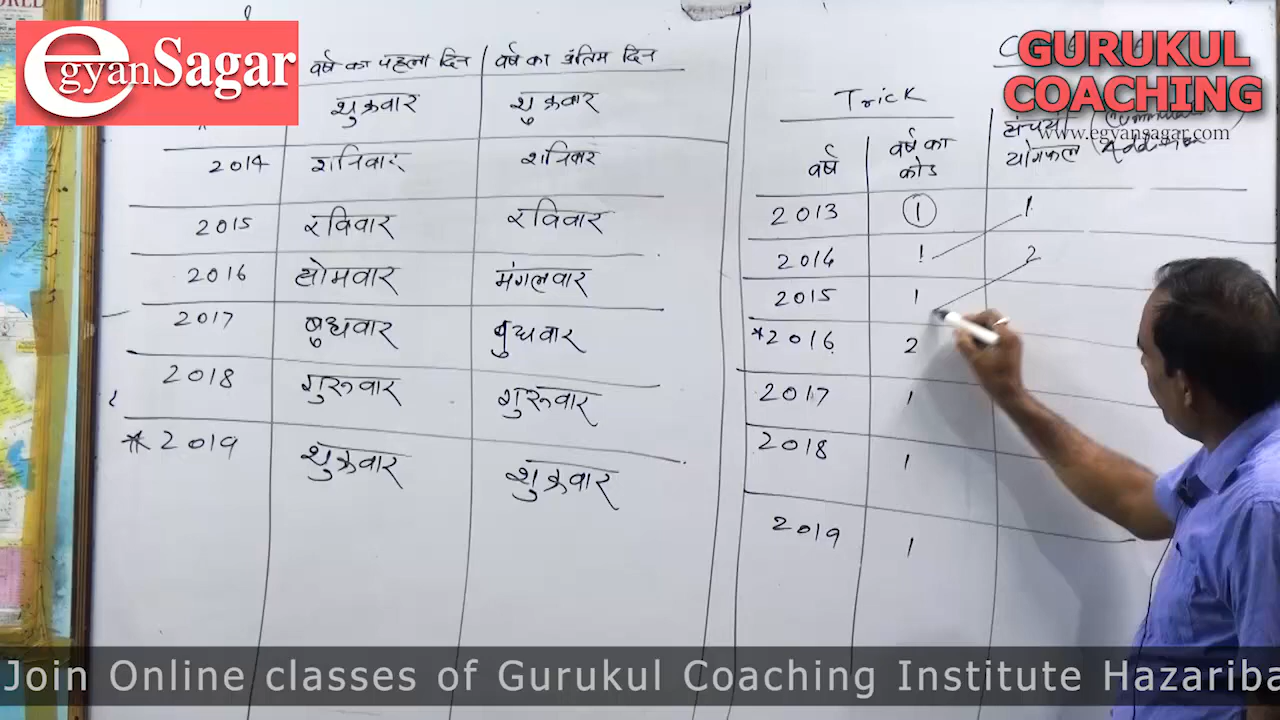 egyanSagar
GURUKUL
COACHING
www.egyansagar.com
वर्ष का पहला दिन वर्ष का अंतिम दिन
शुक्रवार शुक्रवार
2014 शनिवार शनिवार
2015 रविवार रविवार
2016 सोमवार मंगलवार
2017 बुधवार बुधवार
2018 गुरूवार गुरूवार
* 2019 शुक्रवार शुक्रवार
Trick
वर्ष वर्ष का कोड
योगफल
2013 1 1
2014 1 2
2015 1
*2016 2
2017 1
2018 1
2019 1
Join Online classes of Gurukul Coaching Institute Hazariba